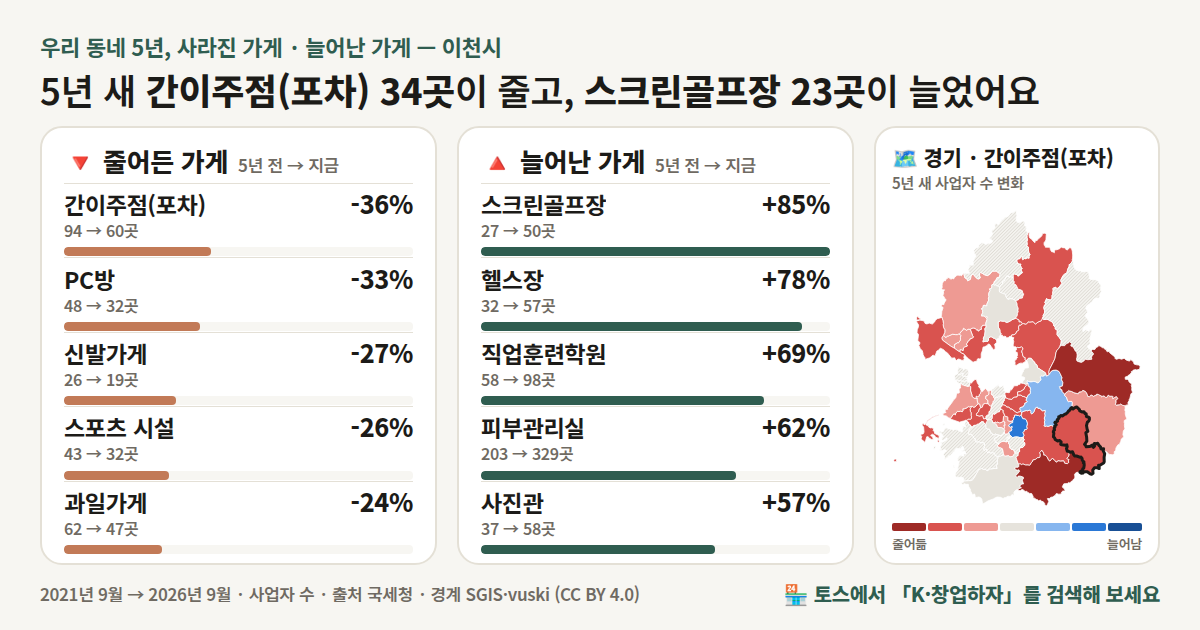 우리 동네 5년, 사라진 가게 · 늘어난 가게 — 이천시
5년 새 간이주점(포차) 34곳이 줄고, 스크린골프장 23곳이 늘었어요
줄어든 가게 5년 전 → 지금
간이주점(포차) -36%
94 → 60곳
PC방 -33%
48 → 32곳
신발가게 -27%
26 → 19곳
스포츠 시설 -26%
43 → 32곳
과일가게 -24%
62 → 47곳
늘어난 가게 5년 전 → 지금
스크린골프장 +85%
27 → 50곳
헬스장 +78%
32 → 57곳
직업훈련학원 +69%
58 → 98곳
피부관리실 +62%
203 → 329곳
사진관 +57%
37 → 58곳
경기 · 간이주점(포차)
5년 새 사업자 수 변화
줄어듦 늘어남
2021년 9월 → 2026년 9월 · 사업자 수 · 출처 국세청 · 경계 SGIS·vuski (CC BY 4.0)
토스에서 「K·창업하자」를 검색해 보세요